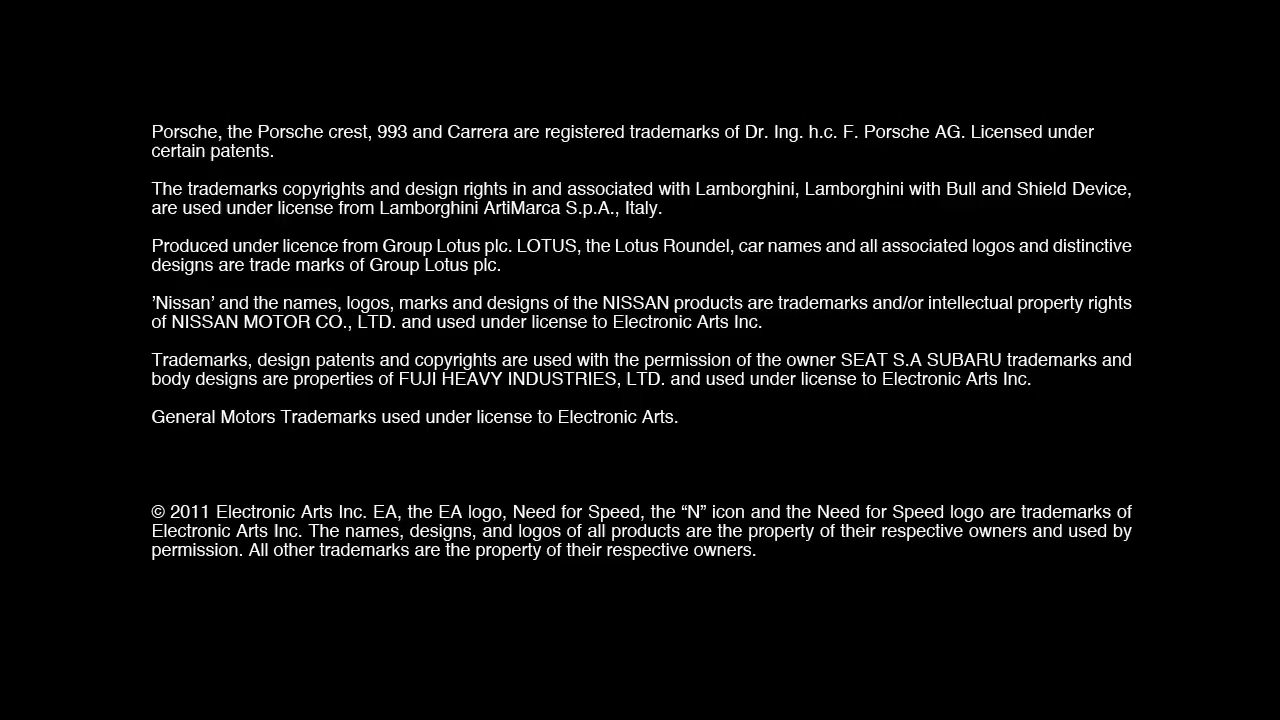 Porsche, the Porsche crest, 993 and Carrera are registered trademarks of Dr. Ing. h.c. F. Porsche AG. Licensed under
certain patents.
The trademarks copyrights and design rights in and associated with Lamborghini, Lamborghini with Bull and Shield Device,
are used under license from Lamborghini ArtiMarca S.p.A., Italy.
Produced under licence from Group Lotus plc. LOTUS, the Lotus Roundel, car names and all associated logos and distinctive
designs are trade marks of Group Lotus plc.
’Nissan’ and the names, logos, marks and designs of the NISSAN products are trademarks and/or intellectual property rights
of NISSAN MOTOR CO., LTD. and used under license to Electronic Arts Inc.
Trademarks, design patents and copyrights are used with the permission of the owner SEAT S.A SUBARU trademarks and
body designs are properties of FUJI HEAVY INDUSTRIES, LTD. and used under license to Electronic Arts Inc.
General Motors Trademarks used under license to Electronic Arts.
© 2011 Electronic Arts Inc. EA, the EA logo, Need for Speed, the “N” icon and the Need for Speed logo are trademarks of
Electronic Arts Inc. The names, designs, and logos of all products are the property of their respective owners and used by
permission. All other trademarks are the property of their respective owners.